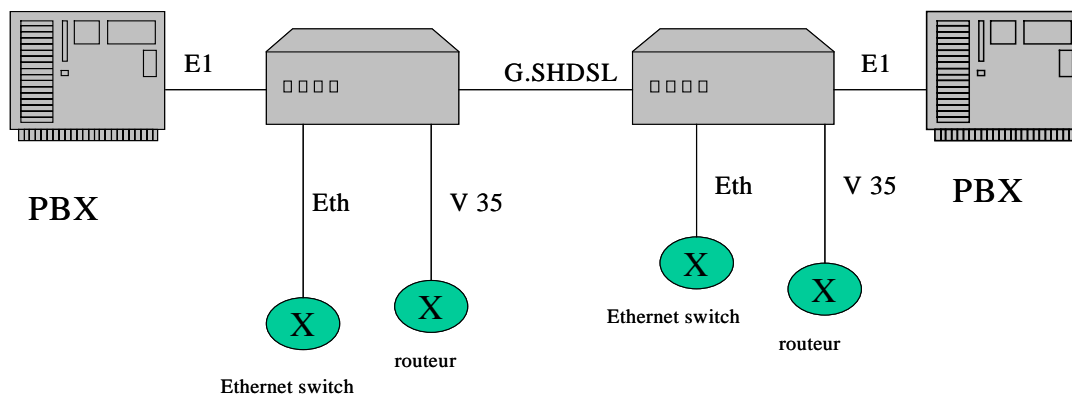 E1
G.SHDSL
E1
PBX
Eth
V 35
Eth
V 35
PBX
X
X
X
X
Ethernet switch
routeur
Ethernet switch
routeur